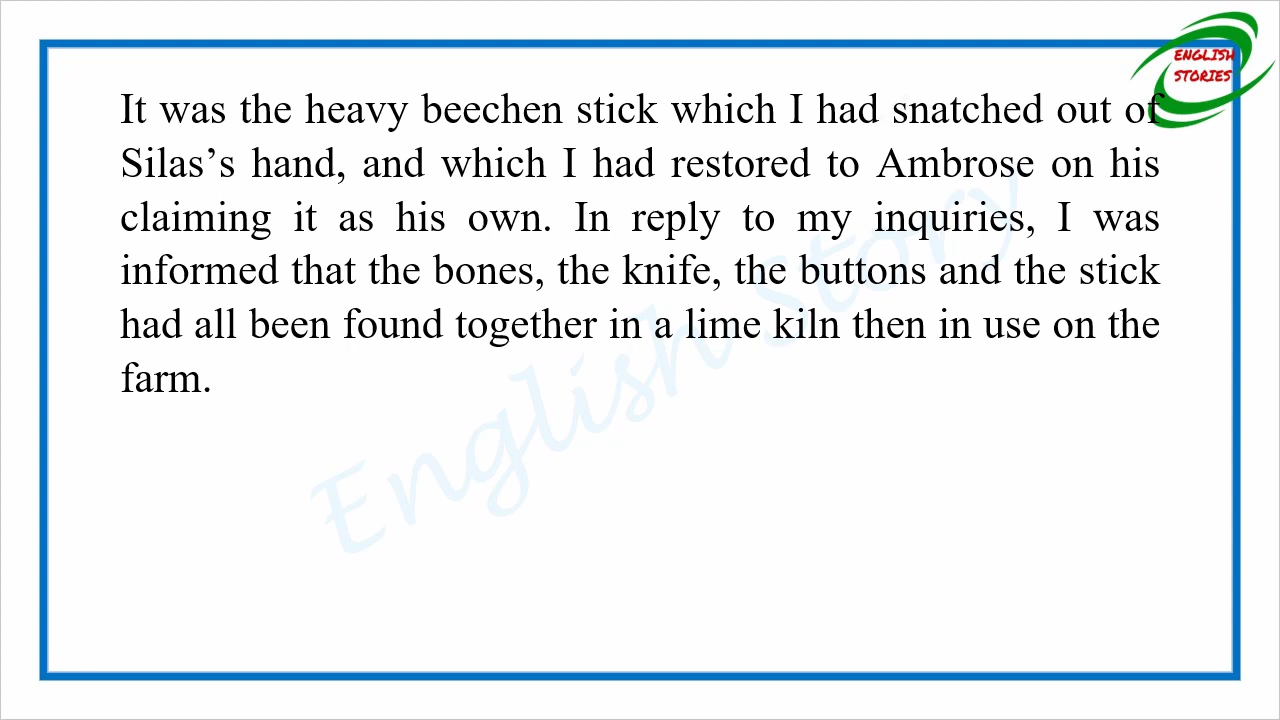 ENGLISH
STORIES
It was the heavy beechen stick which I had snatched out of
Silas’s hand, and which I had restored to Ambrose on his
claiming it as his own. In reply to my inquiries, I was
informed that the bones, the knife, the buttons and the stick
had all been found together in a lime kiln then in use on the
farm.
English Story